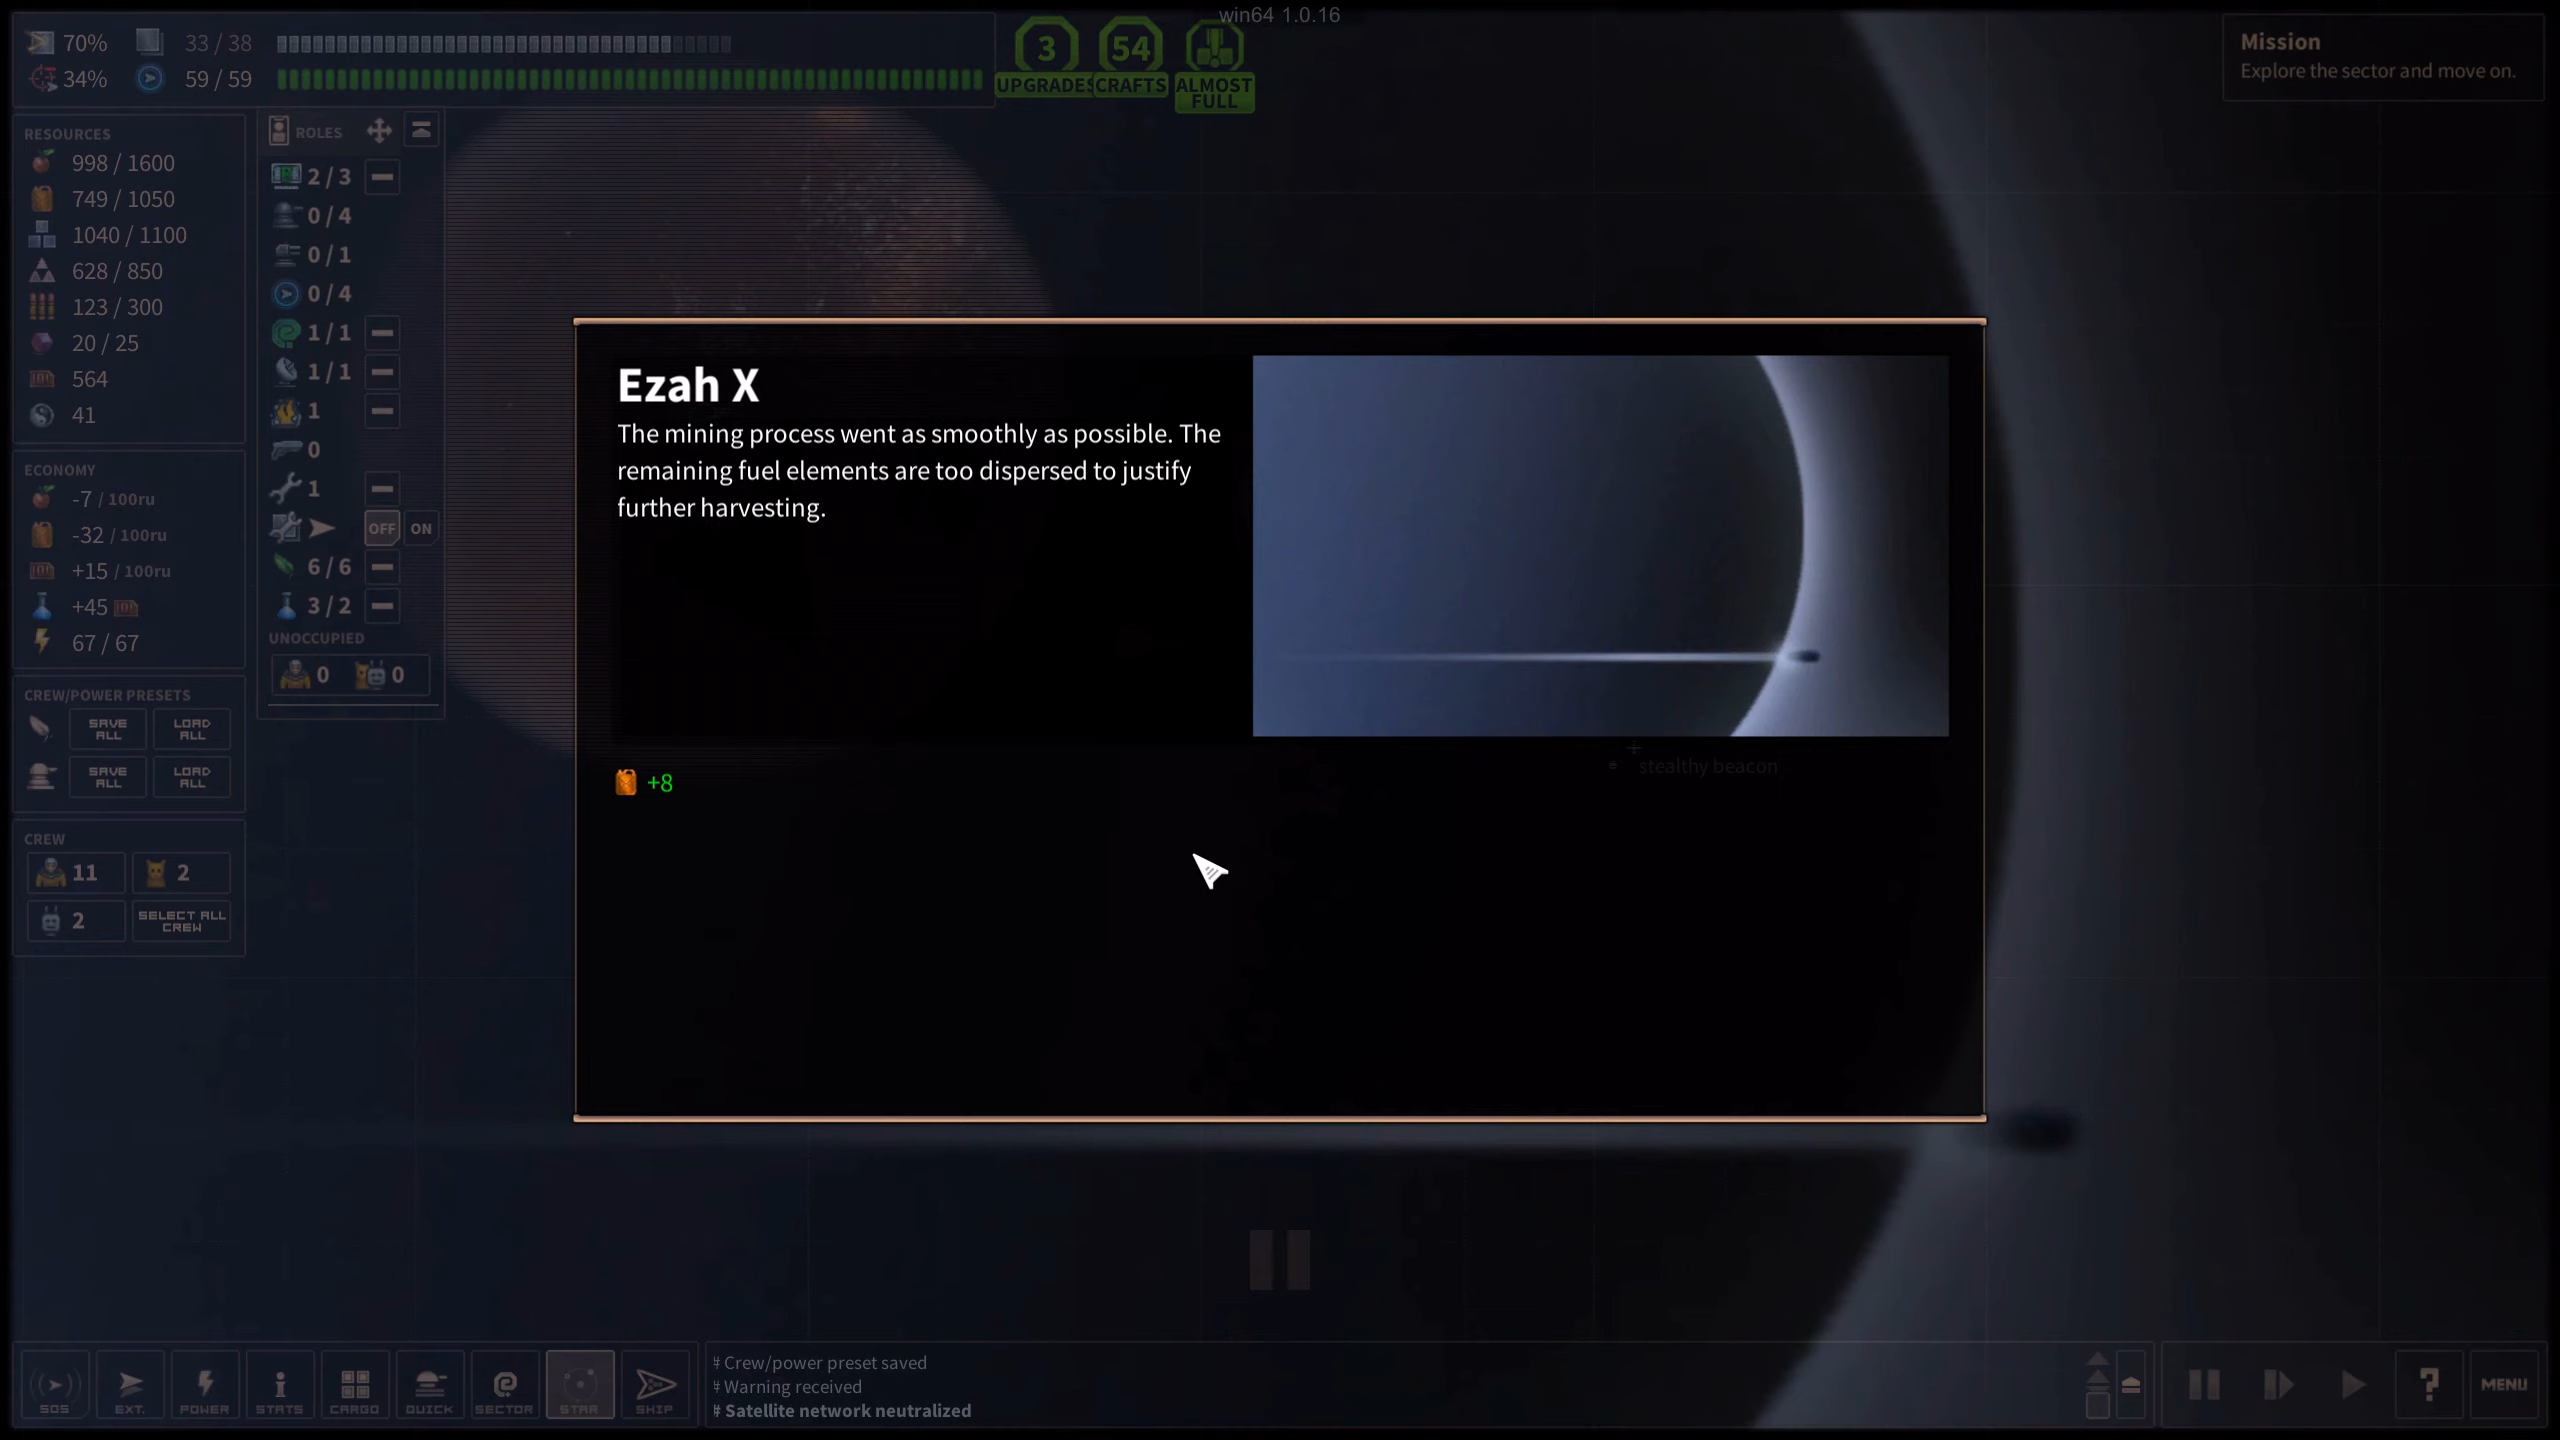 win64 1.0.16
70% 33 / 38
34% 59 / 59
3 UPGRADES
54 CRAFTS
ALMOST FULL
Mission
Explore the sector and move on.
RESOURCES
998 / 1600
749 / 1050
1040 / 1100
628 / 850
123 / 300
20 / 25
564
41
ECONOMY
-7 / 100ru
-32 / 100ru
+15 / 100ru
+45
67 / 67
CREW/POWER PRESETS
SAVE ALL LOAD ALL
SAVE ALL LOAD ALL
CREW
11 2
2 SELECT ALL CREW
ROLES
2 / 3
0 / 4
0 / 1
0 / 4
1 / 1
1 / 1
1
0
1
OFF ON
6 / 6
3 / 2
UNOCCUPIED
0 0
Ezah X
The mining process went as smoothly as possible. The
remaining fuel elements are too dispersed to justify
further harvesting.
+8
stealthy beacon
SOS EXT. POWER STATS CARGO QUICK SECTOR STAR SHIP
# Crew/power preset saved
# Warning received
# Satellite network neutralized
? MENU